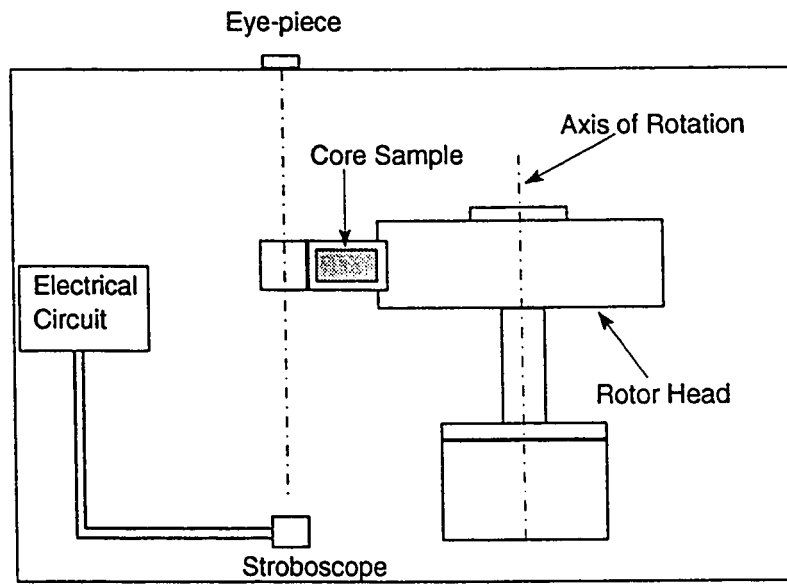 Eye-piece
Axis of Rotation
Core Sample
Electrical
Circuit
Rotor Head
Stroboscope